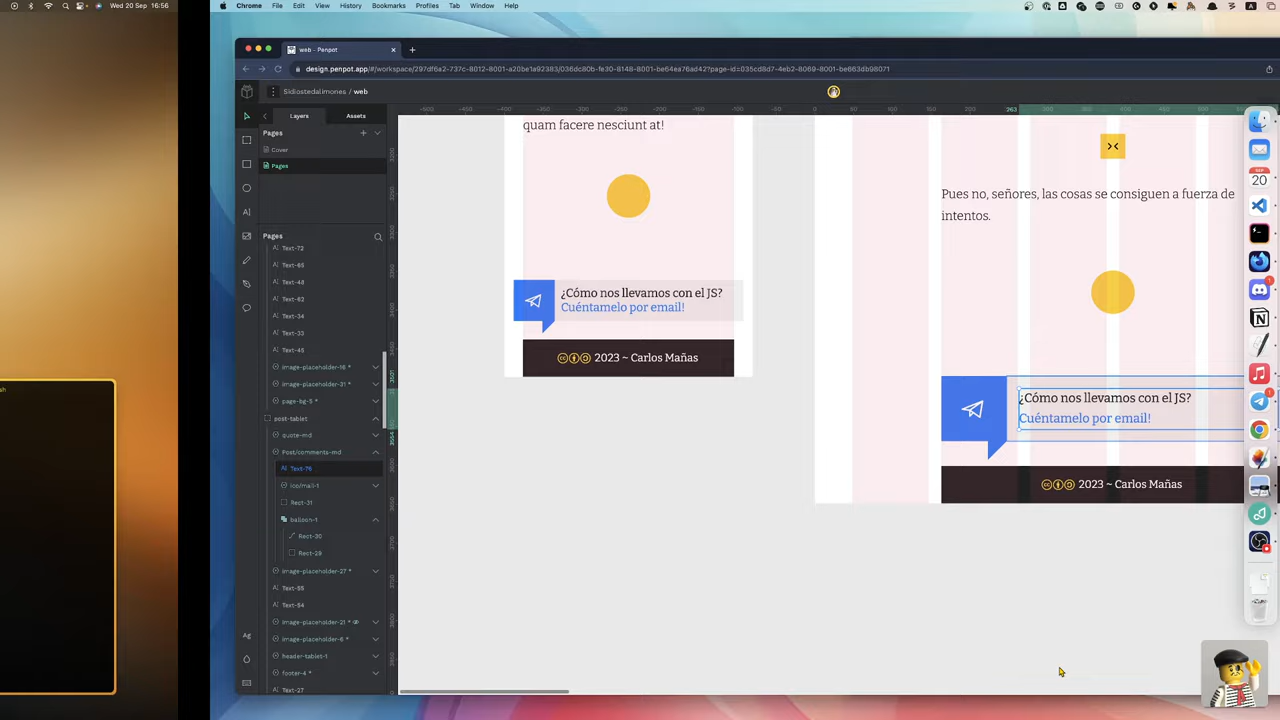 Wed 20 Sep 16:56
Chrome File Edit View History Bookmarks Profiles Tab Window Help
web - Penpot
design.penpot.app/#/workspace/297df6a2-737c-8012-8001-a20be1a92383/036dc80b-fe30-8148-8001-be64ea76ad42?page-id=035cd8d7-4eb2-8069-8001-be663db98071
Sidiostedalimones / web
Layers Assets
Pages
Cover
Pages
Pages
Text-72
Text-65
Text-48
Text-62
Text-34
Text-33
Text-45
image-placeholder-16 *
image-placeholder-31 *
page-bg-5 *
post-tablet
quote-md
Post/comments-md
Text-76
ico/mail-1
Rect-31
balloon-1
Rect-30
Rect-29
image-placeholder-27 *
Text-55
Text-54
image-placeholder-21 *
image-placeholder-6 *
header-tablet-1
footer-4 *
Text-27
quam facere nesciunt at!
¿Cómo nos llevamos con el JS?
Cuéntamelo por email!
2023 ~ Carlos Mañas
Pues no, señores, las cosas se consiguen a fuerza de
intentos.
¿Cómo nos llevamos con el JS?
Cuéntamelo por email!
2023 ~ Carlos Mañas
SEP
20